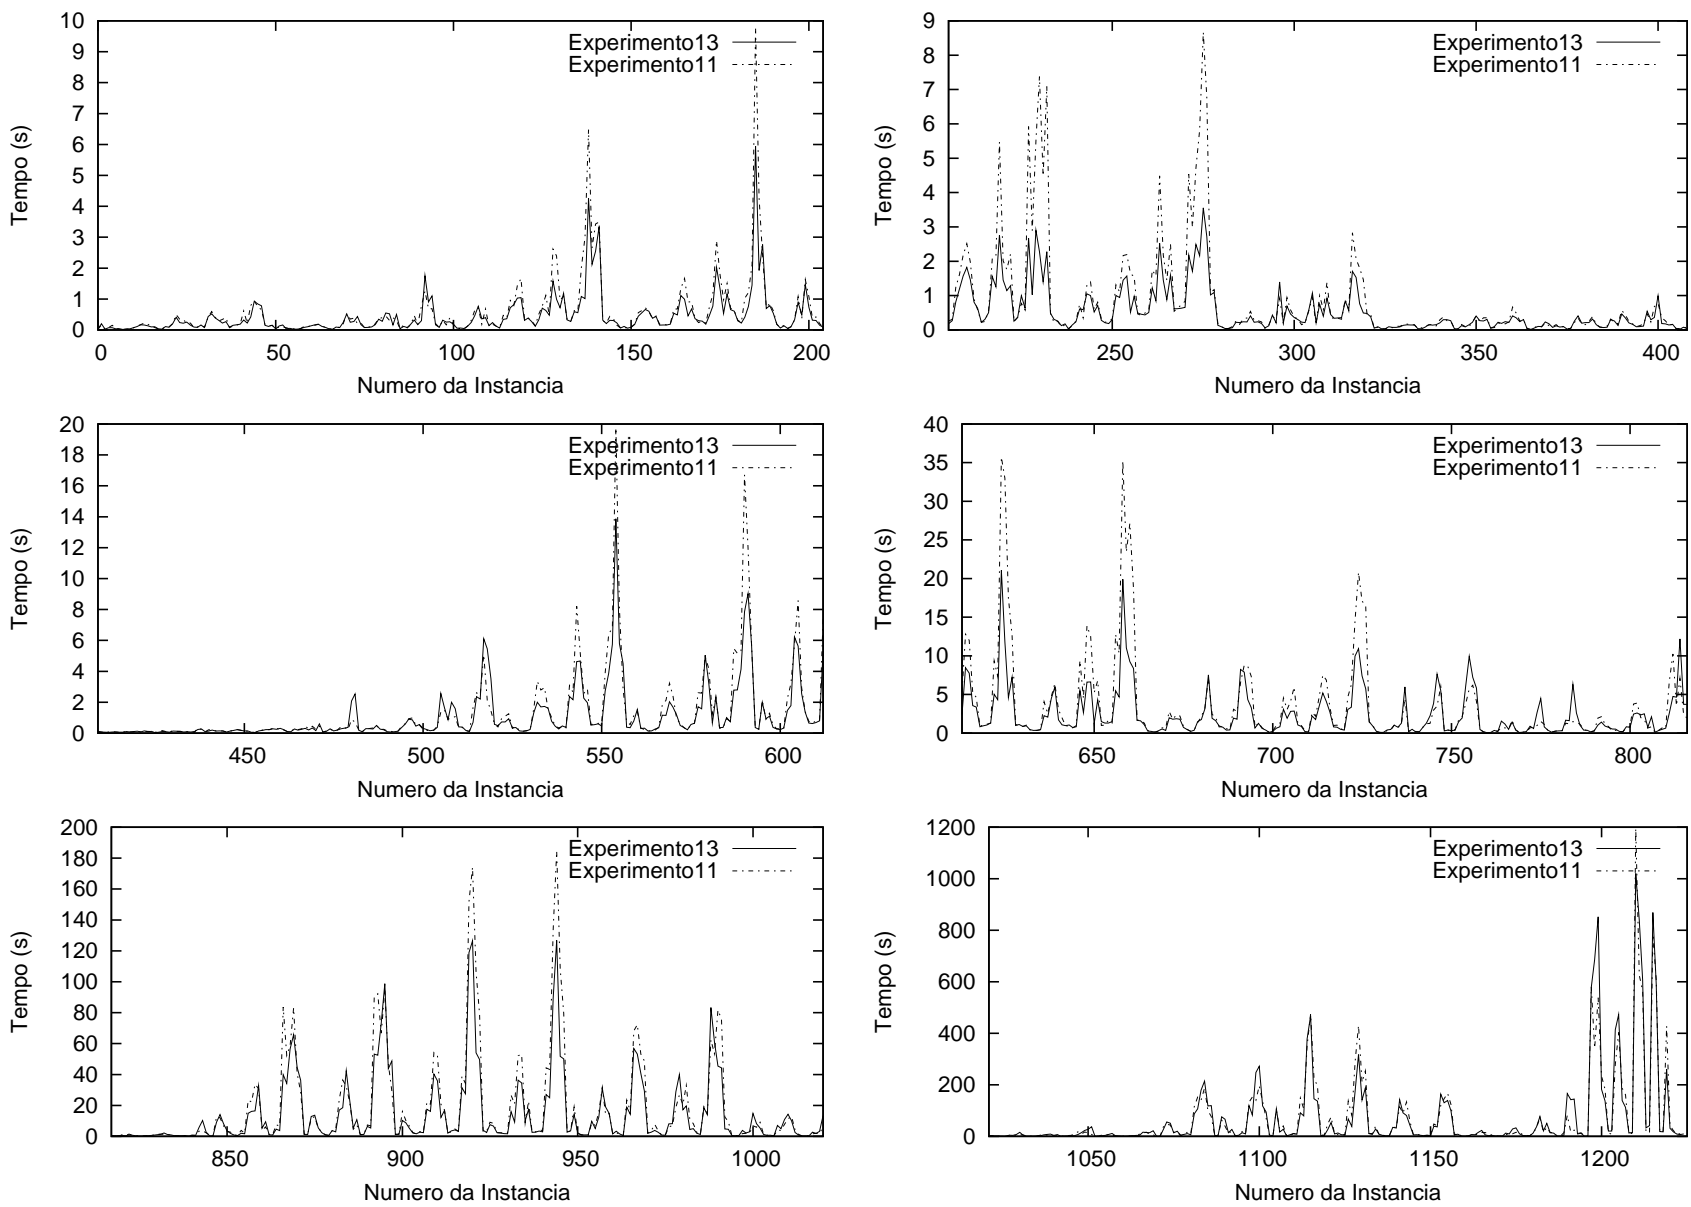 10
9
8
7
6
5
4
3
2
1
0
Tempo (s)
Experimento13
Experimento11
0 50 100 150 200
Numero da Instancia
9
8
7
6
5
4
3
2
1
0
Tempo (s)
Experimento13
Experimento11
250 300 350 400
Numero da Instancia
20
18
16
14
12
10
8
6
4
2
0
Tempo (s)
Experimento13
Experimento11
450 500 550 600
Numero da Instancia
40
35
30
25
20
15
10
5
0
Tempo (s)
Experimento13
Experimento11
650 700 750 800
Numero da Instancia
200
180
160
140
120
100
80
60
40
20
0
Tempo (s)
Experimento13
Experimento11
850 900 950 1000
Numero da Instancia
1200
1000
800
600
400
200
0
Tempo (s)
Experimento13
Experimento11
1050 1100 1150 1200
Numero da Instancia